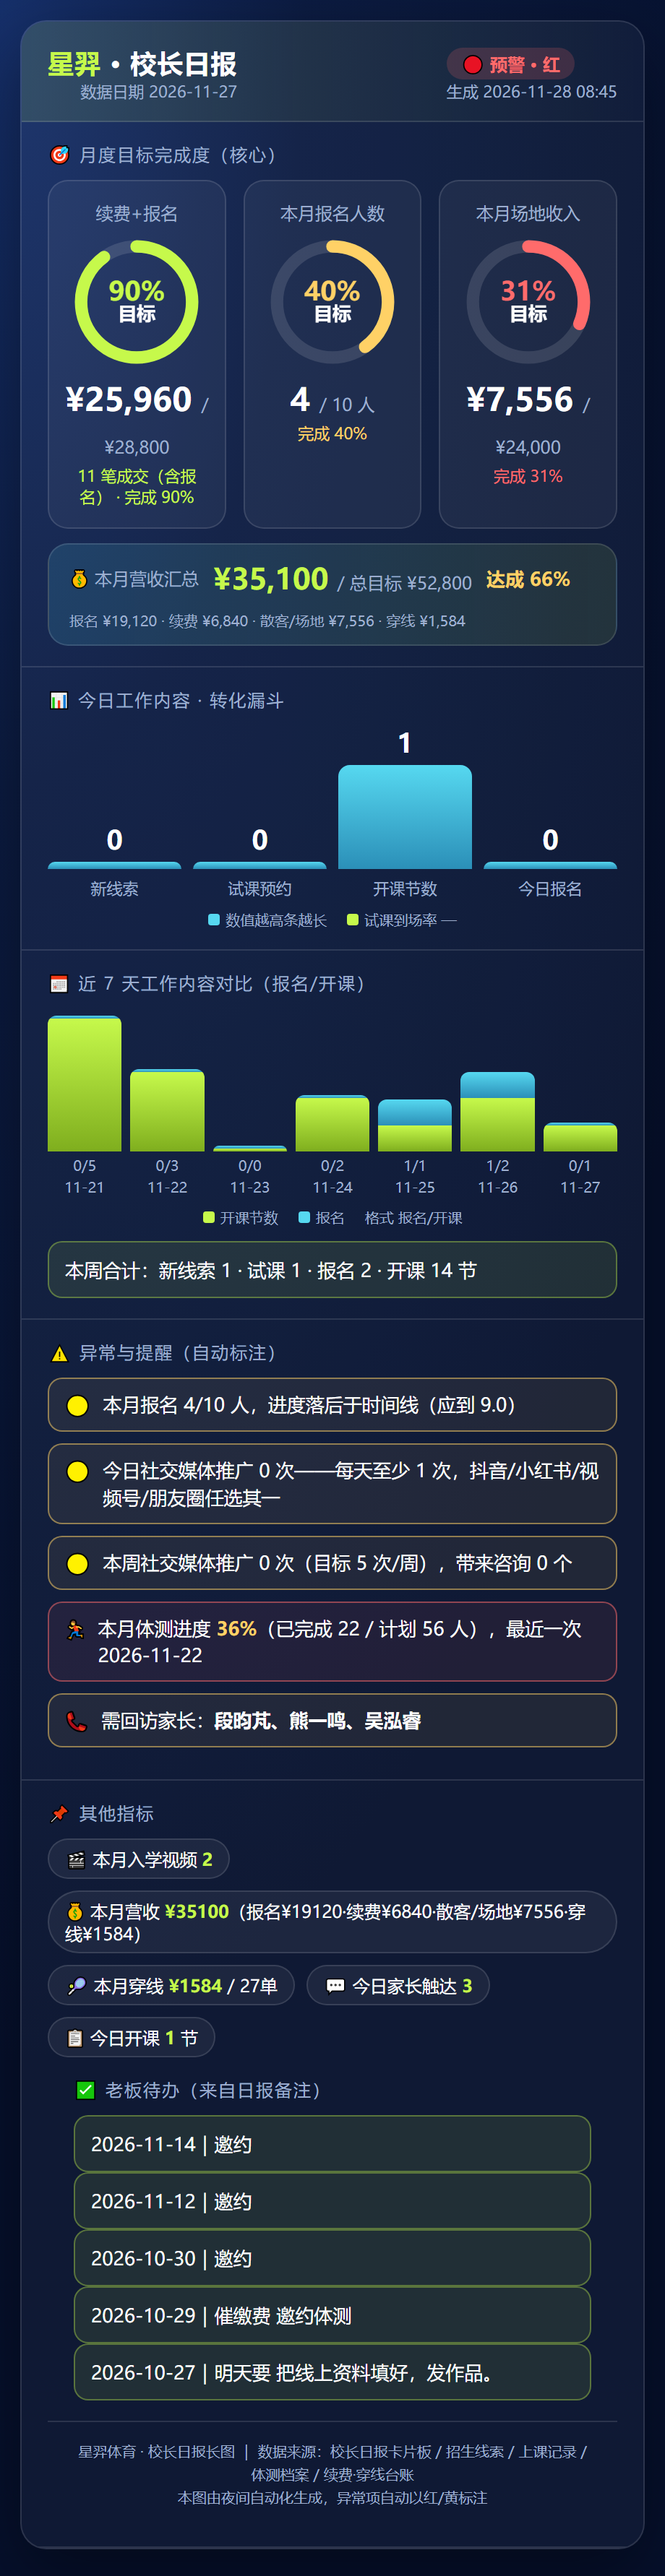 星羿 · 校长日报
数据日期 2026-11-27
预警 · 红
生成 2026-11-28 08:45
月度目标完成度（核心）
续费+报名
90%
目标
¥25,960 /
¥28,800
11 笔成交（含报
名）· 完成 90%
本月报名人数
40%
目标
4 / 10 人
完成 40%
本月场地收入
31%
目标
¥7,556 /
¥24,000
完成 31%
本月营收汇总 ¥35,100 / 总目标 ¥52,800 达成 66%
报名 ¥19,120 · 续费 ¥6,840 · 散客/场地 ¥7,556 · 穿线 ¥1,584
今日工作内容 · 转化漏斗
0
0
1
0
新线索
试课预约
开课节数
今日报名
数值越高条越长
试课到场率 —
近 7 天工作内容对比（报名/开课）
0/5
11-21
0/3
11-22
0/0
11-23
0/2
11-24
1/1
11-25
1/2
11-26
0/1
11-27
开课节数
报名
格式 报名/开课
本周合计：新线索 1 · 试课 1 · 报名 2 · 开课 14 节
异常与提醒（自动标注）
本月报名 4/10 人，进度落后于时间线（应到 9.0）
今日社交媒体推广 0 次——每天至少 1 次，抖音/小红书/视
频号/朋友圈任选其一
本周社交媒体推广 0 次（目标 5 次/周），带来咨询 0 个
本月体测进度 36%（已完成 22 / 计划 56 人），最近一次
2026-11-22
需回访家长：段昀芃、熊一鸣、吴泓睿
其他指标
本月入学视频 2
本月营收 ¥35100（报名¥19120·续费¥6840·散客/场地¥7556·穿
线¥1584）
本月穿线 ¥1584 / 27单
今日家长触达 3
今日开课 1 节
老板待办（来自日报备注）
2026-11-14 | 邀约
2026-11-12 | 邀约
2026-10-30 | 邀约
2026-10-29 | 催缴费 邀约体测
2026-10-27 | 明天要 把线上资料填好，发作品。
星羿体育 · 校长日报长图 ｜ 数据来源：校长日报卡片板 / 招生线索 / 上课记录 /
体测档案 / 续费·穿线台账
本图由夜间自动化生成，异常项自动以红/黄标注